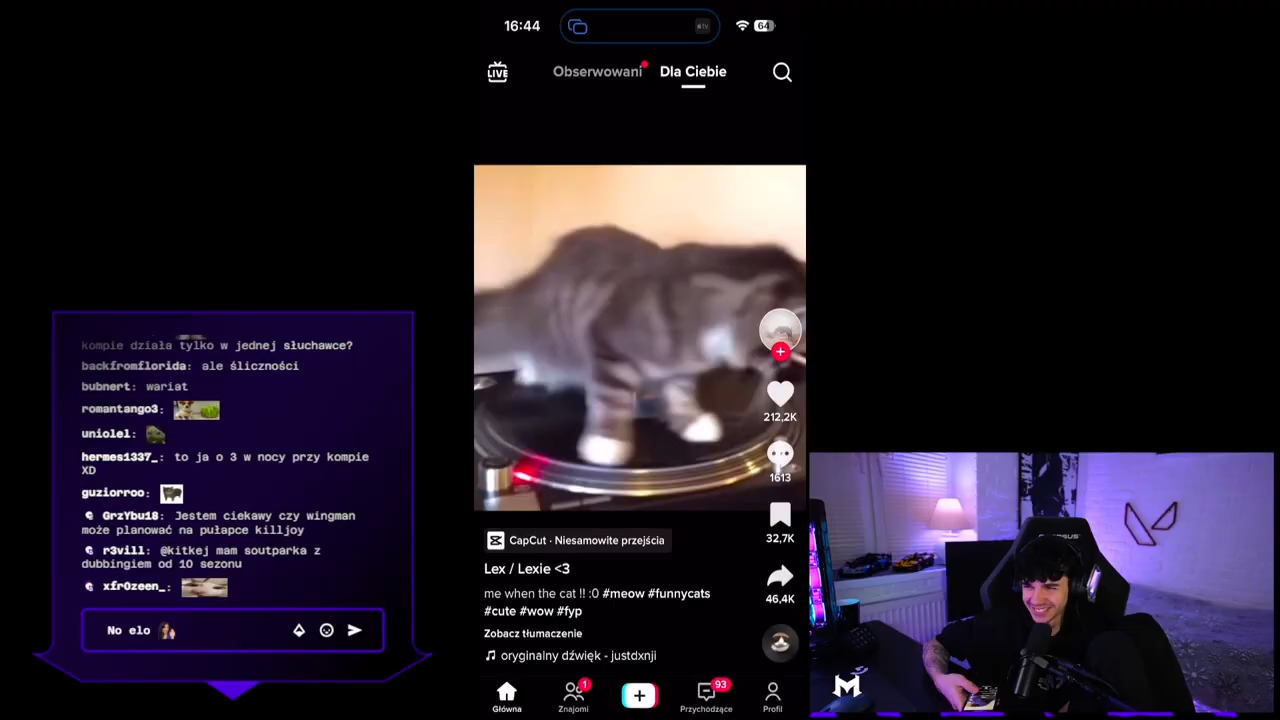 16:44
64
LIVE
Obserwowani
Dla Ciebie
kompie działa tylko w jednej słuchawce?
backfromflorida: ale śliczności
bubnert: wariat
romantango3:
uniolel:
hermes1337_: to ja o 3 w nocy przy kompie
XD
guziorroo:
GrzYbu18: Jestem ciekawy czy wingman
może planować na pułapce killjoy
r3vill: @kitkej mam soutparka z
dubbingiem od 10 sezonu
xfr0zeen_:
No elo
212,2K
1613
32,7K
46,4K
CapCut · Niesamowite przejścia
Lex / Lexie <3
me when the cat !! :0 #meow #funnycats
#cute #wow #fyp
Zobacz tłumaczenie
oryginalny dźwięk - justdxnji
Główna
1
Znajomi
93
Przychodzące
Profil